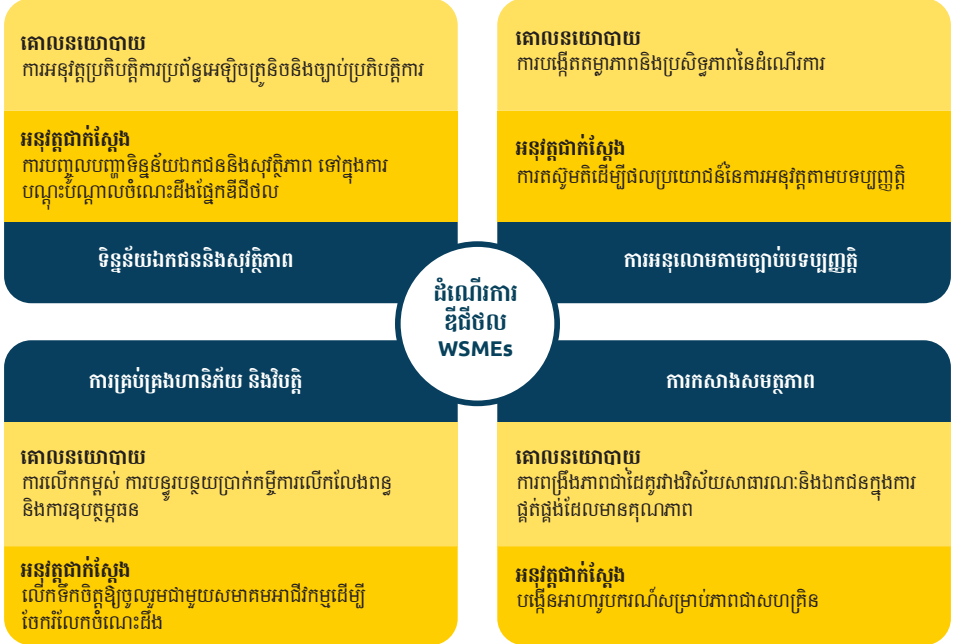 គោលនយោបាយ
ការអនុវត្តប្រតិបត្តិការប្រព័ន្ធអេឡិចត្រូនិចនិងច្បាប់ប្រតិបត្តិការ
អនុវត្តជាក់ស្តែង
ការបញ្ចូលបញ្ហាទិន្នន័យឯកជននិងសុវត្ថិភាព ទៅក្នុងការ
បណ្តុះបណ្តាលចំណេះដឹងផ្នែកឌីជីថល
ទិន្នន័យឯកជននិងសុវត្ថិភាព
គោលនយោបាយ
ការបង្កើតតម្លាភាពនិងប្រសិទ្ធភាពនៃដំណើរការ
អនុវត្តជាក់ស្តែង
ការតស៊ូមតិដើម្បីផលប្រយោជន៍នៃការអនុវត្តតាមបទប្បញ្ញត្តិ
ការអនុលោមតាមច្បាប់បទប្បញ្ញត្តិ
ដំណើរការ
ឌីជីថល
WSMEs
ការគ្រប់គ្រងហានិភ័យ និងវិបត្តិ
គោលនយោបាយ
ការលើកកម្ពស់ ការបន្ធូរបន្ថយប្រាក់កម្ចីការលើកលែងពន្ធ
និងការឧបត្ថម្ភធន
អនុវត្តជាក់ស្តែង
លើកទឹកចិត្តឱ្យចូលរួមជាមួយសមាគមអាជីវកម្មដើម្បី
ចែករំលែកចំណេះដឹង
ការកសាងសមត្ថភាព
គោលនយោបាយ
ការពង្រឹងភាពជាដៃគូរវាងវិស័យសាធារណៈនិងឯកជនក្នុងការ
ផ្គត់ផ្គង់ដែលមានគុណភាព
អនុវត្តជាក់ស្តែង
បង្កើនអាហារូបករណ៍សម្រាប់ភាពជាសហគ្រិន